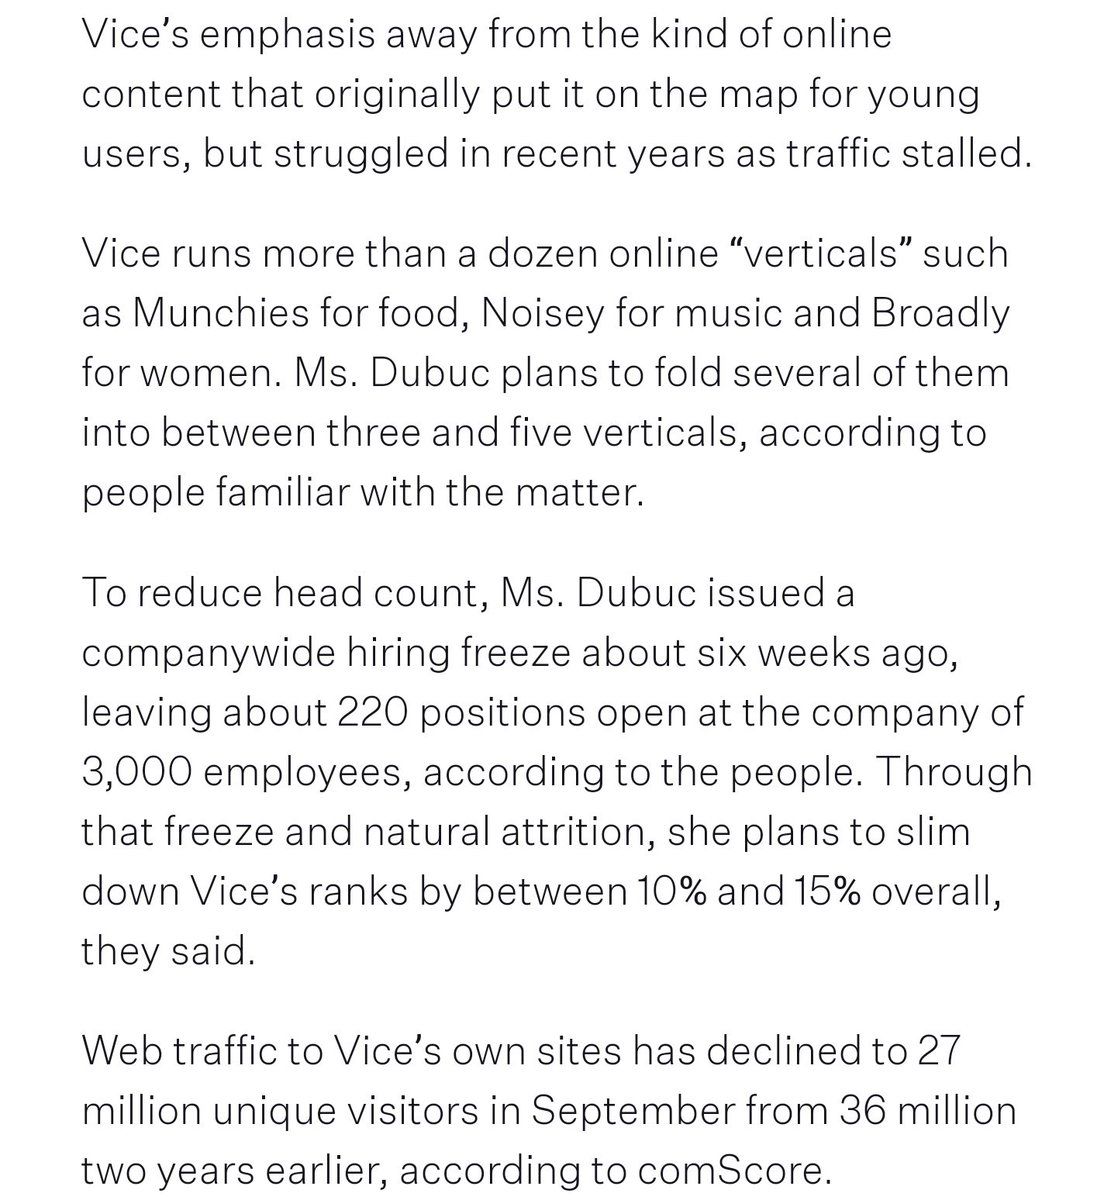 Vice’s emphasis away from the kind of online
content that originally put it on the map for young
users, but struggled in recent years as traffic stalled.
Vice runs more than a dozen online “verticals” such
as Munchies for food, Noisey for music and Broadly
for women. Ms. Dubuc plans to fold several of them
into between three and five verticals, according to
people familiar with the matter.
To reduce head count, Ms. Dubuc issued a
companywide hiring freeze about six weeks ago,
leaving about 220 positions open at the company of
3,000 employees, according to the people. Through
that freeze and natural attrition, she plans to slim
down Vice’s ranks by between 10% and 15% overall,
they said.
Web traffic to Vice’s own sites has declined to 27
million unique visitors in September from 36 million
two years earlier, according to comScore.